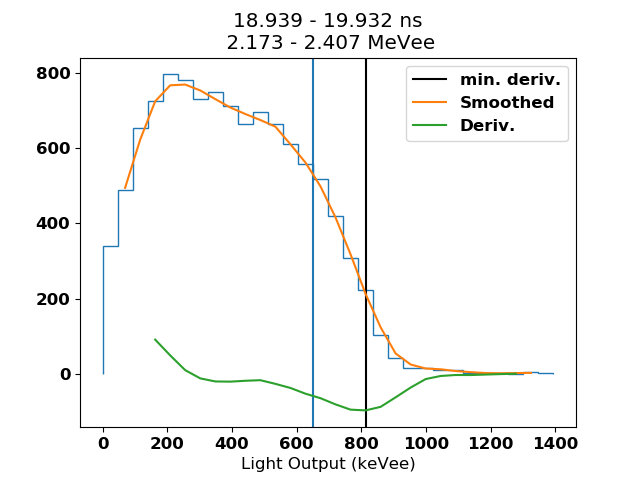 18.939 - 19.932 ns
2.173 - 2.407 MeVee
min. deriv.
Smoothed
Deriv.
800
600
400
200
0
0 200 400 600 800 1000 1200 1400
Light Output (keVee)